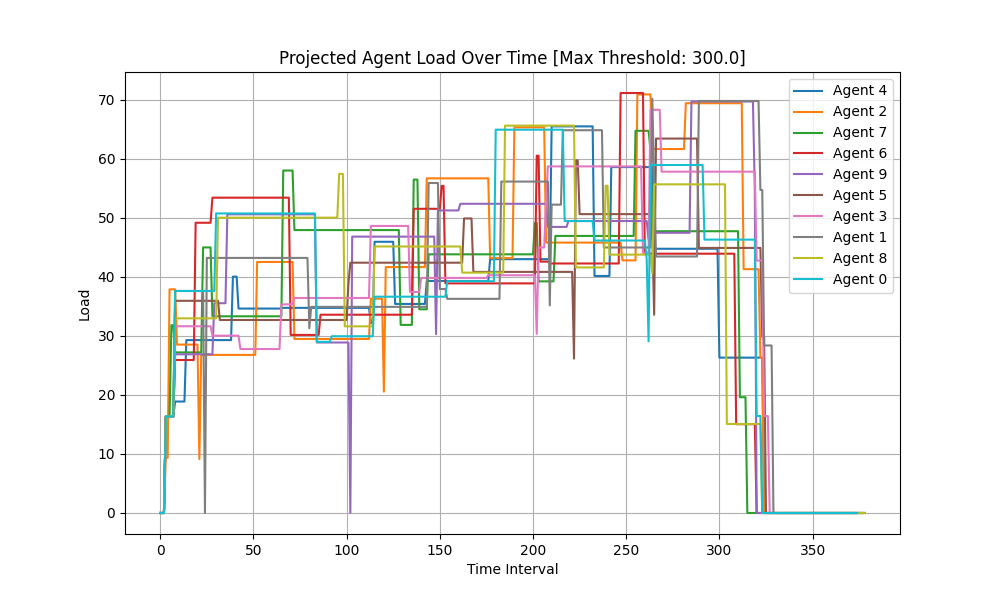 Projected Agent Load Over Time [Max Threshold: 300.0]
Load
70
60
50
40
30
20
10
0
0 50 100 150 200 250 300 350
Time Interval
Agent 4
Agent 2
Agent 7
Agent 6
Agent 9
Agent 5
Agent 3
Agent 1
Agent 8
Agent 0